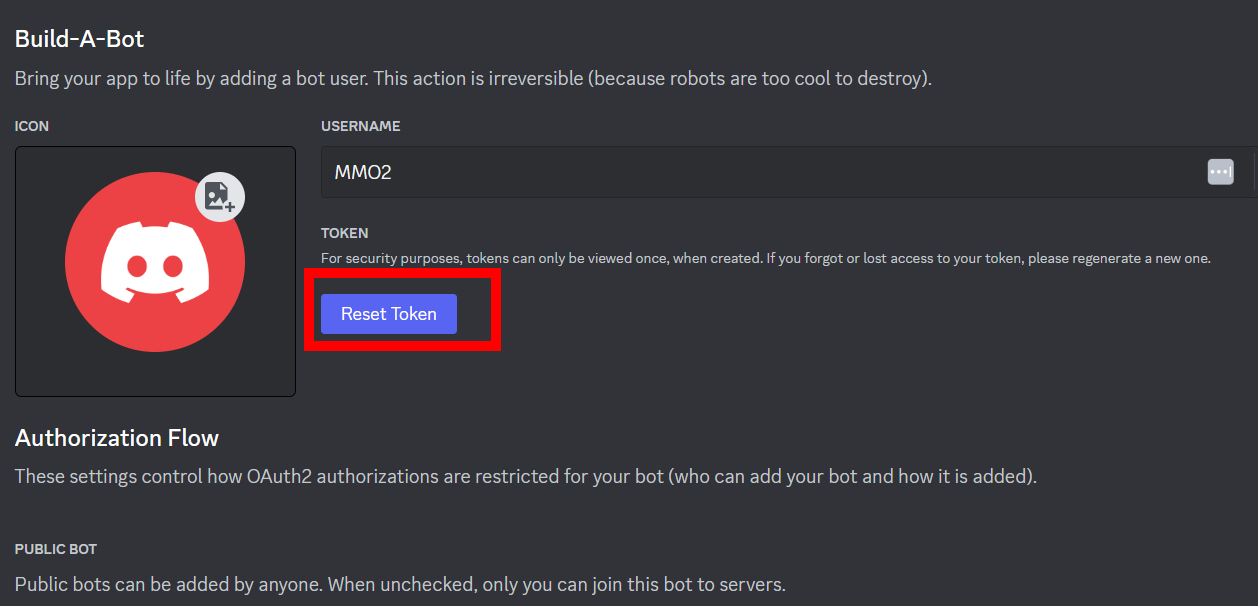 Build-A-Bot
Bring your app to life by adding a bot user. This action is irreversible (because robots are too cool to destroy).
ICON
USERNAME
MMO2
TOKEN
For security purposes, tokens can only be viewed once, when created. If you forgot or lost access to your token, please regenerate a new one.
Reset Token
Authorization Flow
These settings control how OAuth2 authorizations are restricted for your bot (who can add your bot and how it is added).
PUBLIC BOT
Public bots can be added by anyone. When unchecked, only you can join this bot to servers.